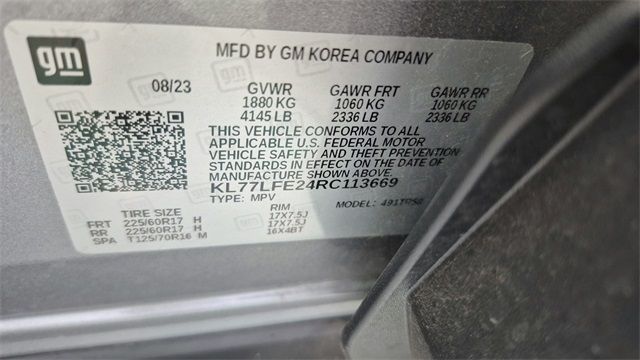 gm
MFD BY GM KOREA COMPANY
08/23 GVWR GAWR FRT GAWR RR
1880 KG 1060 KG 1060 KG
4145 LB 2336 LB 2336 LB
THIS VEHICLE CONFORMS TO ALL
APPLICABLE U.S. FEDERAL MOTOR
VEHICLE SAFETY AND THEFT PREVENTION
STANDARDS IN EFFECT ON THE DATE OF
MANUFACTURE SHOWN ABOVE.
KL77LFE24RC113669
TYPE: MPV MODEL:
TIRE SIZE RIM
FRT 225/60R17 H 17X7.5J
RR 225/60R17 H 17X7.5J
SPA T125/70R16 M 16X4BT